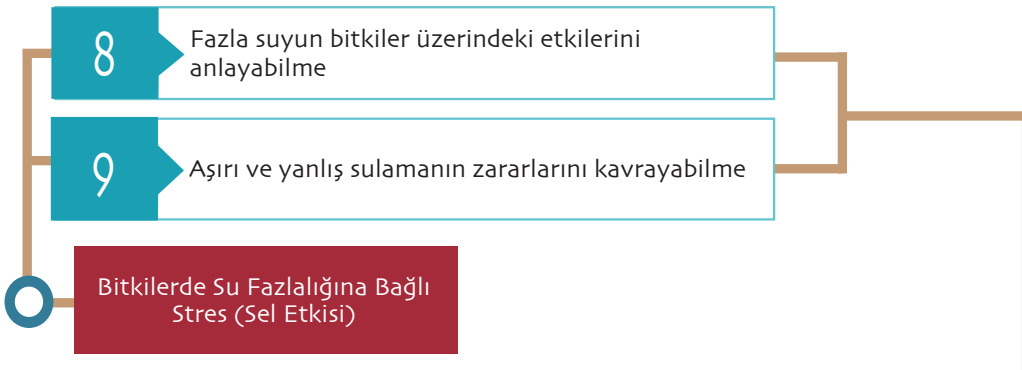 8
Fazla suyun bitkiler üzerindeki etkilerini
anlayabilme
9
Aşırı ve yanlış sulamanın zararlarını kavrayabilme
Bitkilerde Su Fazlalığına Bağlı
Stres (Sel Etkisi)